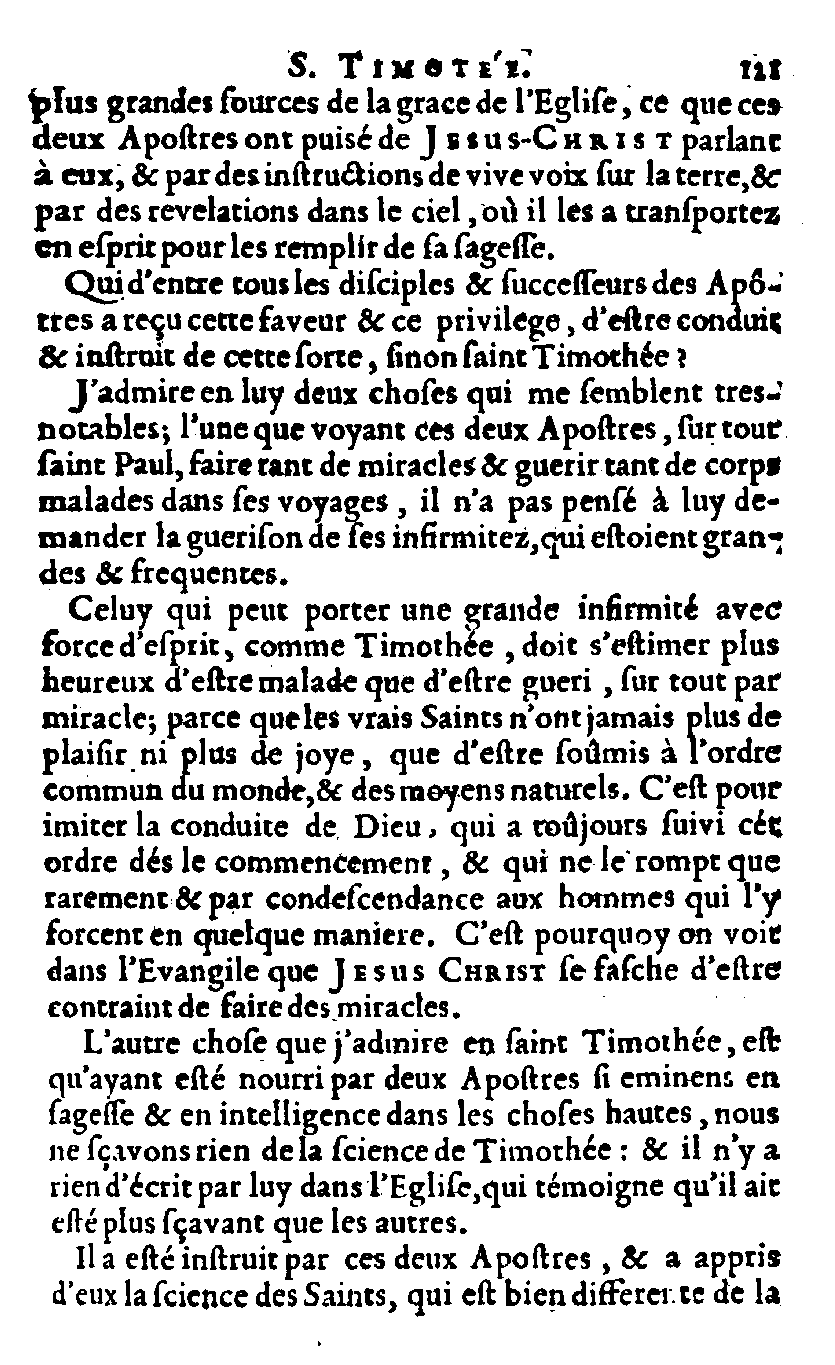 S. TIMOTE'E. 121
plus grandes ſources de la grace de l'Egliſe, ce que ces
deux Apoſtres ont puisé de JESUS-CHRIST parlant
à eux, & par des inſtructions de vive voix ſur la terre, &
par des revelations dans le ciel, où il les a tranſportez
en eſprit pour les remplir de ſa ſageſſe.
Qui d'entre tous les diſciples & ſucceſſeurs des Apô-
tres a reçu cette faveur & ce privilege, d'eſtre conduit
& inſtruit de cette ſorte, ſinon ſaint Timothée ?
J'admire en luy deux choſes qui me ſemblent tres-
notables; l'une que voyant ces deux Apoſtres, ſur tout
ſaint Paul, faire tant de miracles & guerir tant de corps
malades dans ſes voyages, il n'a pas penſé à luy de-
mander la gueriſon de ſes infirmitez, qui eſtoient gran-
des & frequentes.
Celuy qui peut porter une grande infirmité avec
force d'eſprit, comme Timothée, doit s'eſtimer plus
heureux d'eſtre malade que d'eſtre gueri, ſur tout par
miracle; parce que les vrais Saints n'ont jamais plus de
plaiſir ni plus de joye, que d'eſtre ſoûmis à l'ordre
commun du monde, & des moyens naturels. C'eſt pour
imiter la conduite de Dieu, qui a toûjours ſuivi cét
ordre dés le commencement, & qui ne le rompt que
rarement & par condeſcendance aux hommes qui l'y
forcent en quelque maniere. C'eſt pourquoy on voit
dans l'Evangile que JESUS CHRIST ſe faſche d'eſtre
contraint de faire des miracles.
L'autre choſe que j'admire en ſaint Timothée, eſt
qu'ayant eſté nourri par deux Apoſtres ſi eminens en
ſageſſe & en intelligence dans les choſes hautes, nous
ne ſçavons rien de la ſcience de Timothée : & il n'y a
rien d'écrit par luy dans l'Egliſe, qui témoigne qu'il ait
eſté plus ſçavant que les autres.
Il a eſté inſtruit par ces deux Apoſtres, & a appris
d'eux la ſcience des Saints, qui eſt bien differente de la